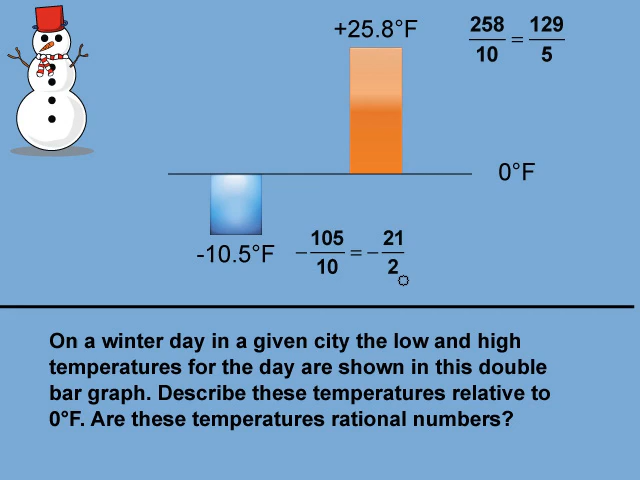 +25.8°F
258/10 = 129/5
0°F
-10.5°F
−105/10 = −21/2
On a winter day in a given city the low and high
temperatures for the day are shown in this double
bar graph. Describe these temperatures relative to
0°F. Are these temperatures rational numbers?